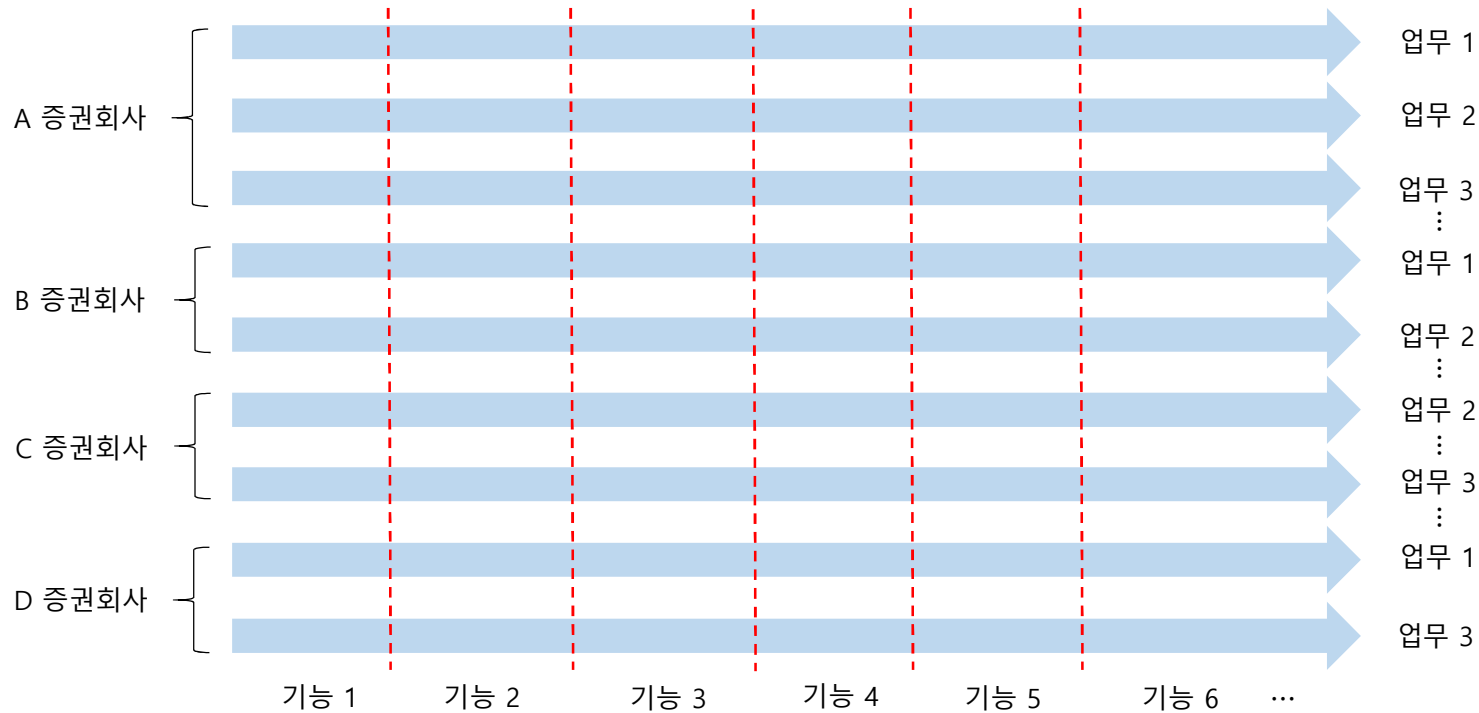 A 증권회사
업무 1
업무 2
업무 3
⋮
B 증권회사
업무 1
업무 2
⋮
C 증권회사
업무 2
⋮
업무 3
⋮
D 증권회사
업무 1
업무 3
기능 1 기능 2 기능 3 기능 4 기능 5 기능 6 …